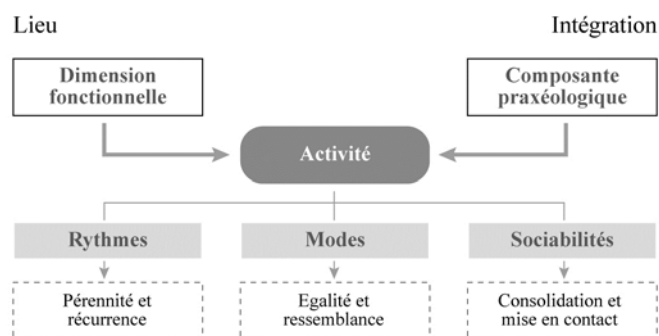 Lieu
Intégration
Dimension
fonctionnelle
Composante
praxéologique
Activité
Rythmes
Modes
Sociabilités
Pérennité et
récurrence
Egalité et
ressemblance
Consolidation et
mise en contact